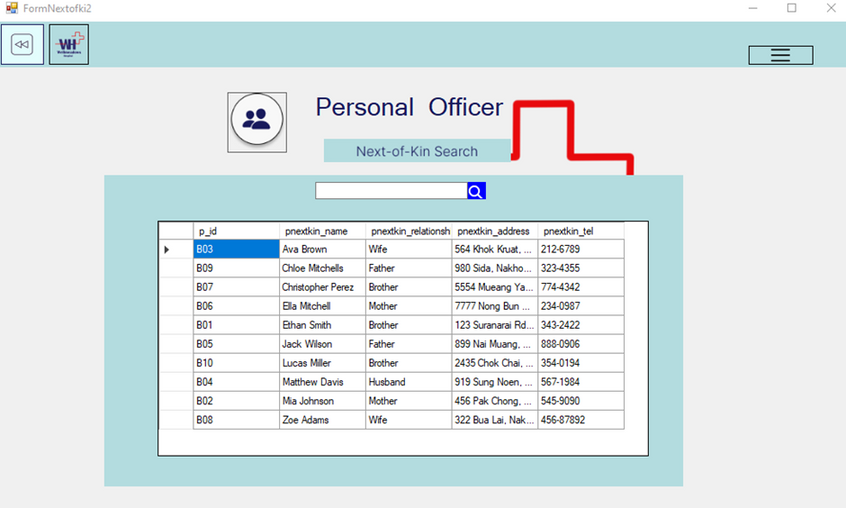 FormNextofki2
WH
Personal Officer
Next-of-Kin Search
p_id pnextkin_name pnextkin_relationsh pnextkin_address pnextkin_tel
B03 Ava Brown Wife 564 Khok Kruat, ... 212-6789
B09 Chloe Mitchells Father 980 Sida, Nakho... 323-4355
B07 Christopher Perez Brother 5554 Mueang Ya... 774-4342
B06 Ella Mitchell Mother 7777 Nong Bun ... 234-0987
B01 Ethan Smith Brother 123 Suranarai Rd... 343-2422
B05 Jack Wilson Father 899 Nai Muang, ... 888-0906
B10 Lucas Miller Brother 2435 Chok Chai, ... 354-0194
B04 Matthew Davis Husband 919 Sung Noen, ... 567-1984
B02 Mia Johnson Mother 456 Pak Chong, ... 545-9090
B08 Zoe Adams Wife 322 Bua Lai, Nak... 456-87892